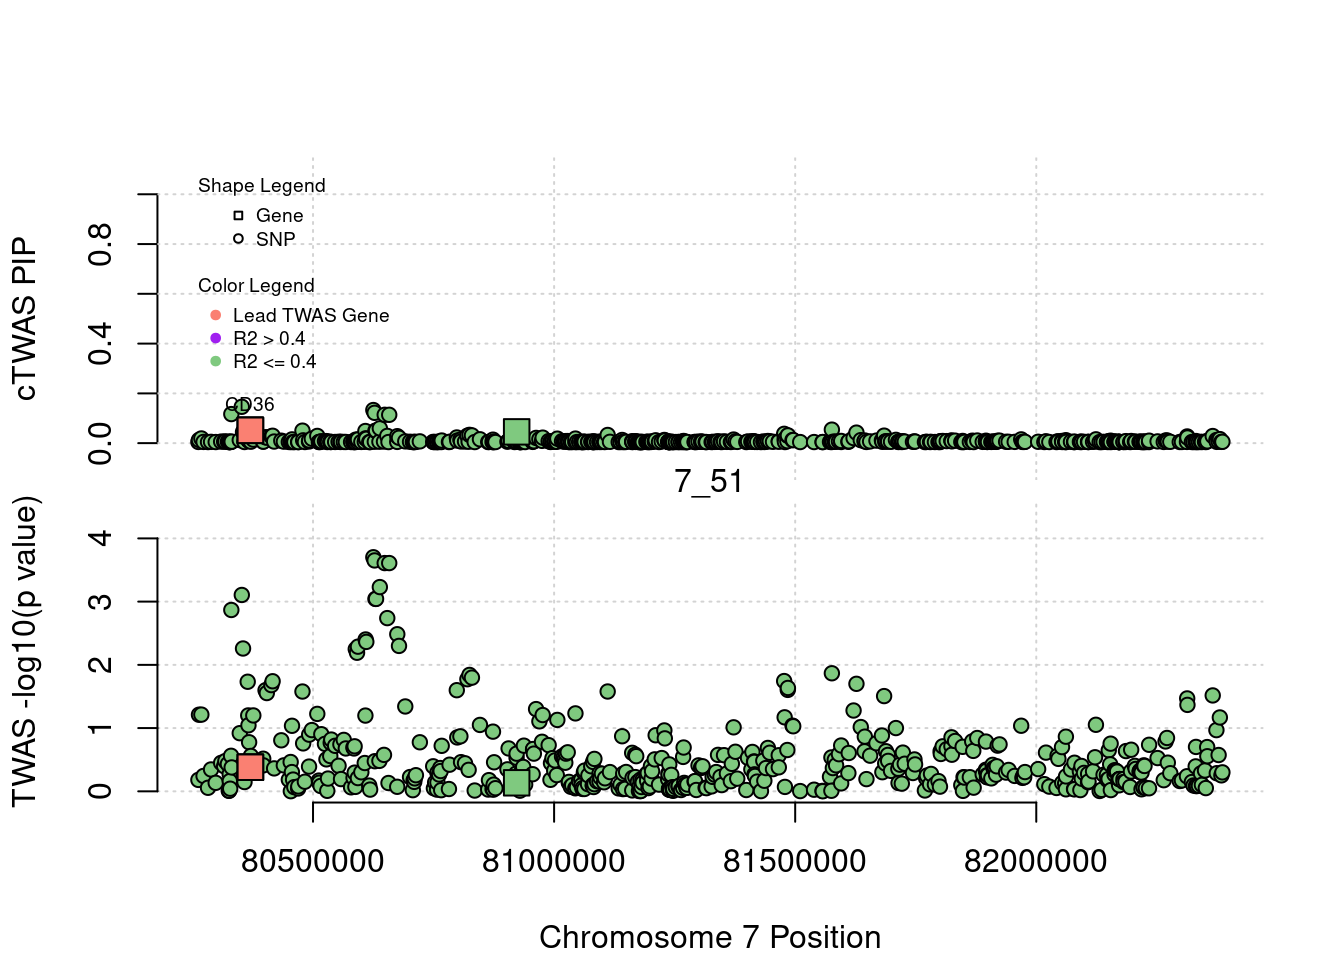 Shape Legend
Gene
SNP
Color Legend
Lead TWAS Gene
R2 > 0.4
R2 <= 0.4
CD36
cTWAS PIP
0.8
0.4
0.0
7_51
TWAS -log10(p value)
4
3
2
1
0
80500000 81000000 81500000 82000000
Chromosome 7 Position